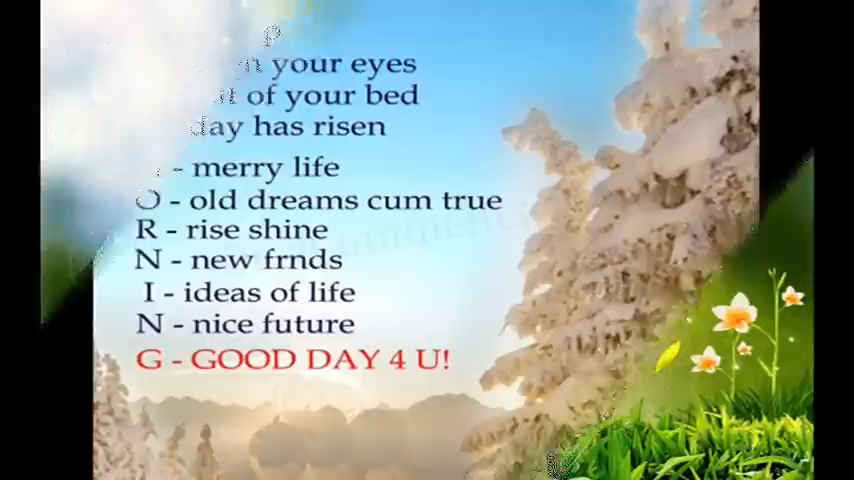 your eyes
of your bed
day has risen
- merry life
O - old dreams cum true
R - rise shine
N - new frnds
I - ideas of life
N - nice future
G - GOOD DAY 4 U!